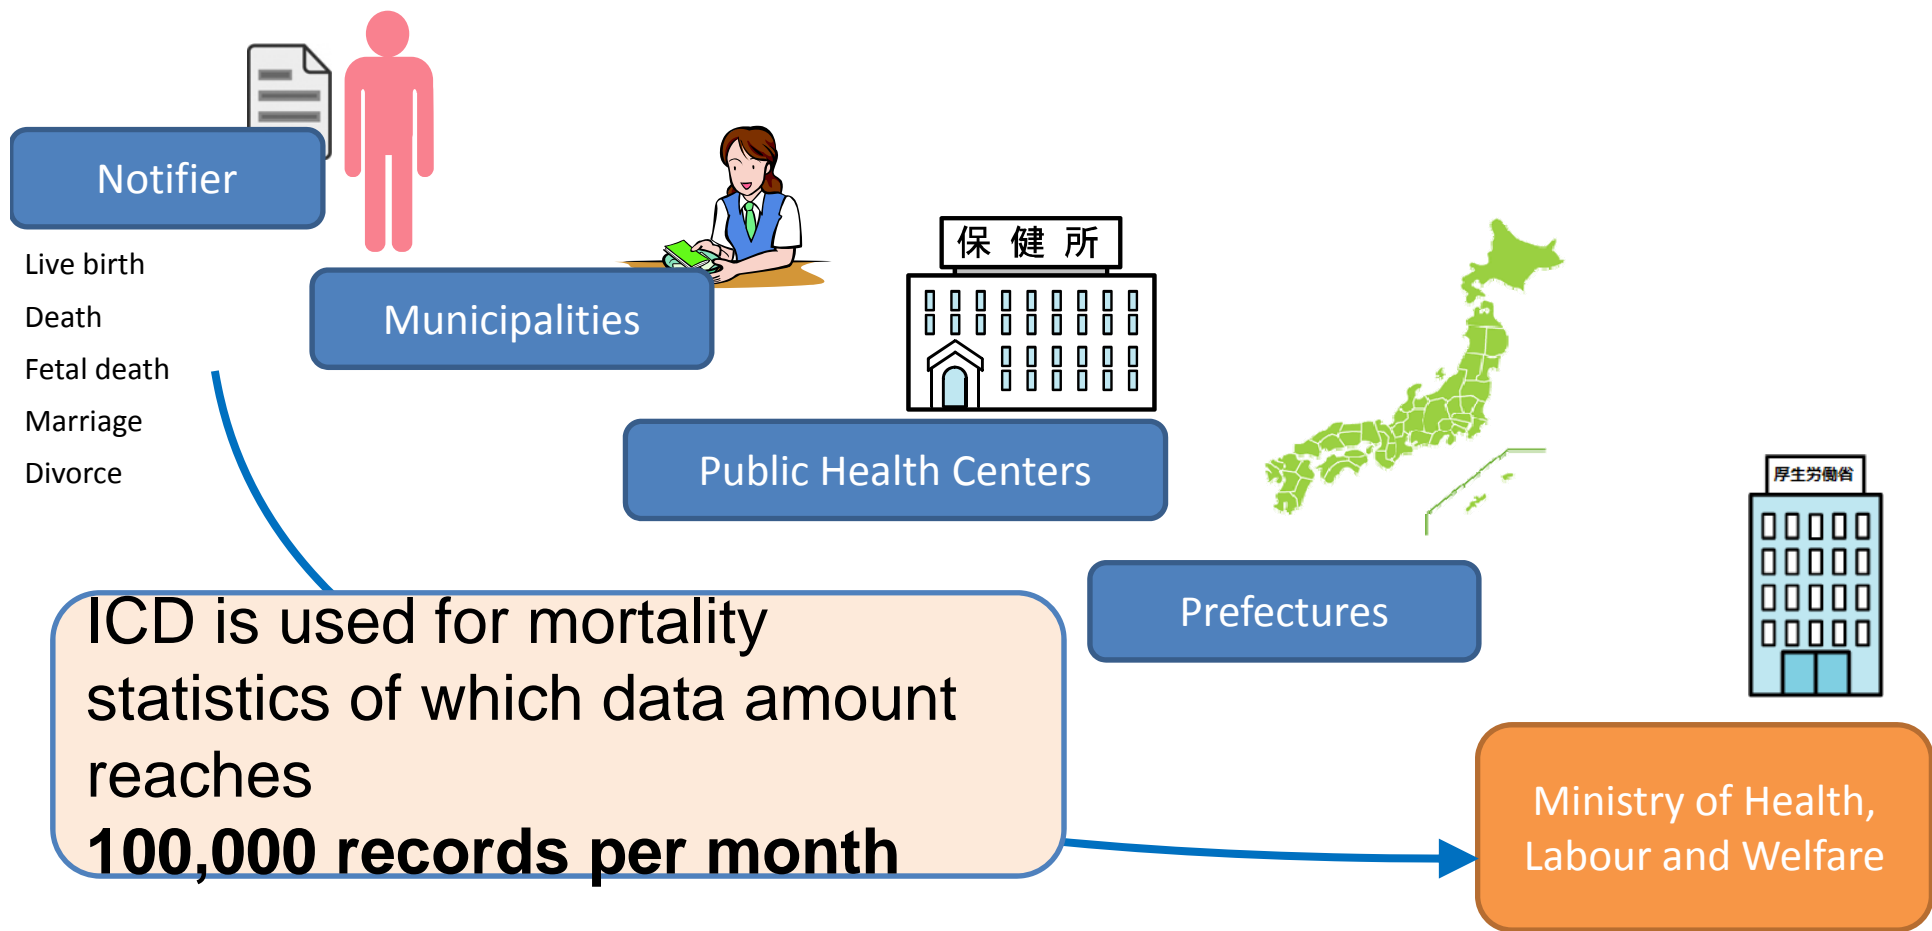 Notifier
Live birth
Death
Fetal death
Marriage
Divorce
Municipalities
保健所
Public Health Centers
Prefectures
厚生労働省
Ministry of Health,
Labour and Welfare
ICD is used for mortality
statistics of which data amount
reaches
100,000 records per month